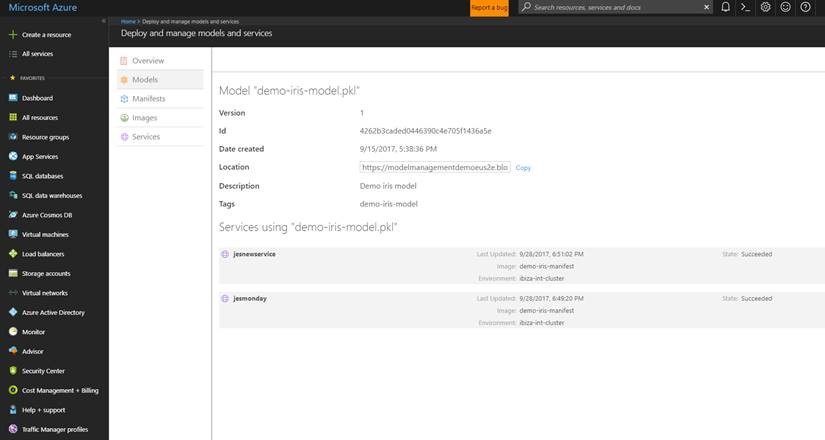 Microsoft Azure
Report a bug
Search resources, services and docs
Home > Deploy and manage models and services
Deploy and manage models and services
Create a resource
All services
FAVORITES
Dashboard
All resources
Resource groups
App Services
SQL databases
SQL data warehouses
Azure Cosmos DB
Virtual machines
Load balancers
Storage accounts
Virtual networks
Azure Active Directory
Monitor
Advisor
Security Center
Cost Management + Billing
Help + support
Traffic Manager profiles
Overview
Models
Manifests
Images
Services
Model "demo-iris-model.pkl"
Version 1
Id 4262b3caded0446390c4e705f1436a5e
Date created 9/15/2017, 5:38:36 PM
Location https://modelmanagementdemoeus2e.blo Copy
Description Demo iris model
Tags demo-iris-model
Services using "demo-iris-model.pkl"
jesnewservice Last Updated: 9/28/2017, 6:51:02 PM State: Succeeded
Image: demo-iris-manifest
Environment: ibiza-int-cluster
jesmonday Last Updated: 9/28/2017, 6:49:20 PM State: Succeeded
Image: demo-iris-manifest
Environment: ibiza-int-cluster